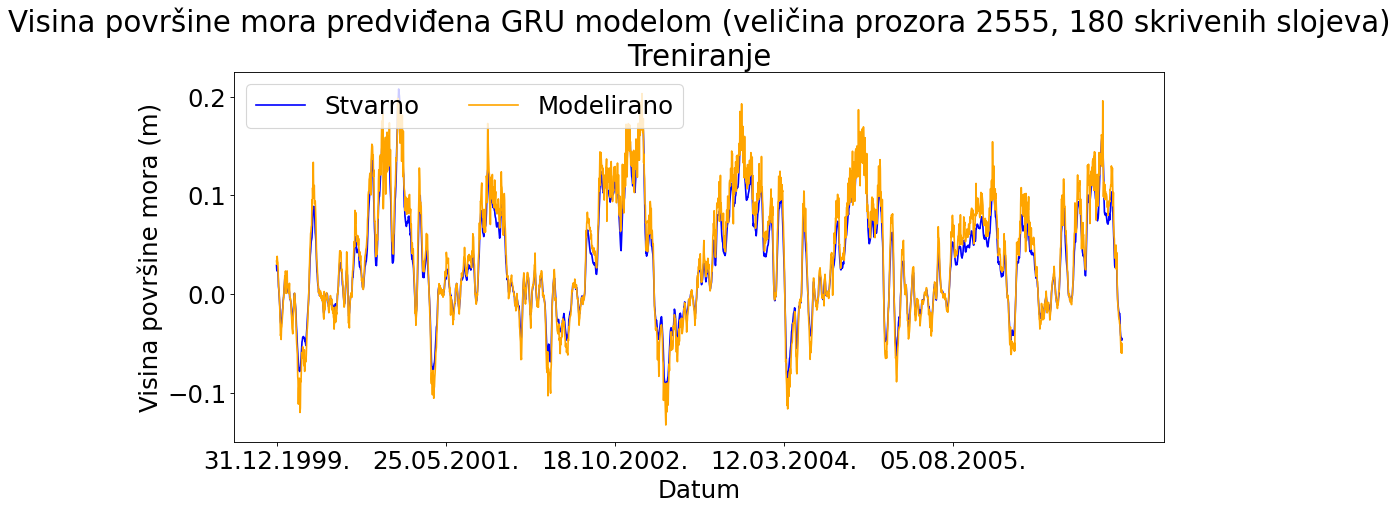 Visina površine mora predviđena GRU modelom (veličina prozora 2555, 180 skrivenih slojeva)
Treniranje
Stvarno
Modelirano
Visina površine mora (m)
0.2
0.1
0.0
−0.1
31.12.1999.
25.05.2001.
18.10.2002.
12.03.2004.
05.08.2005.
Datum